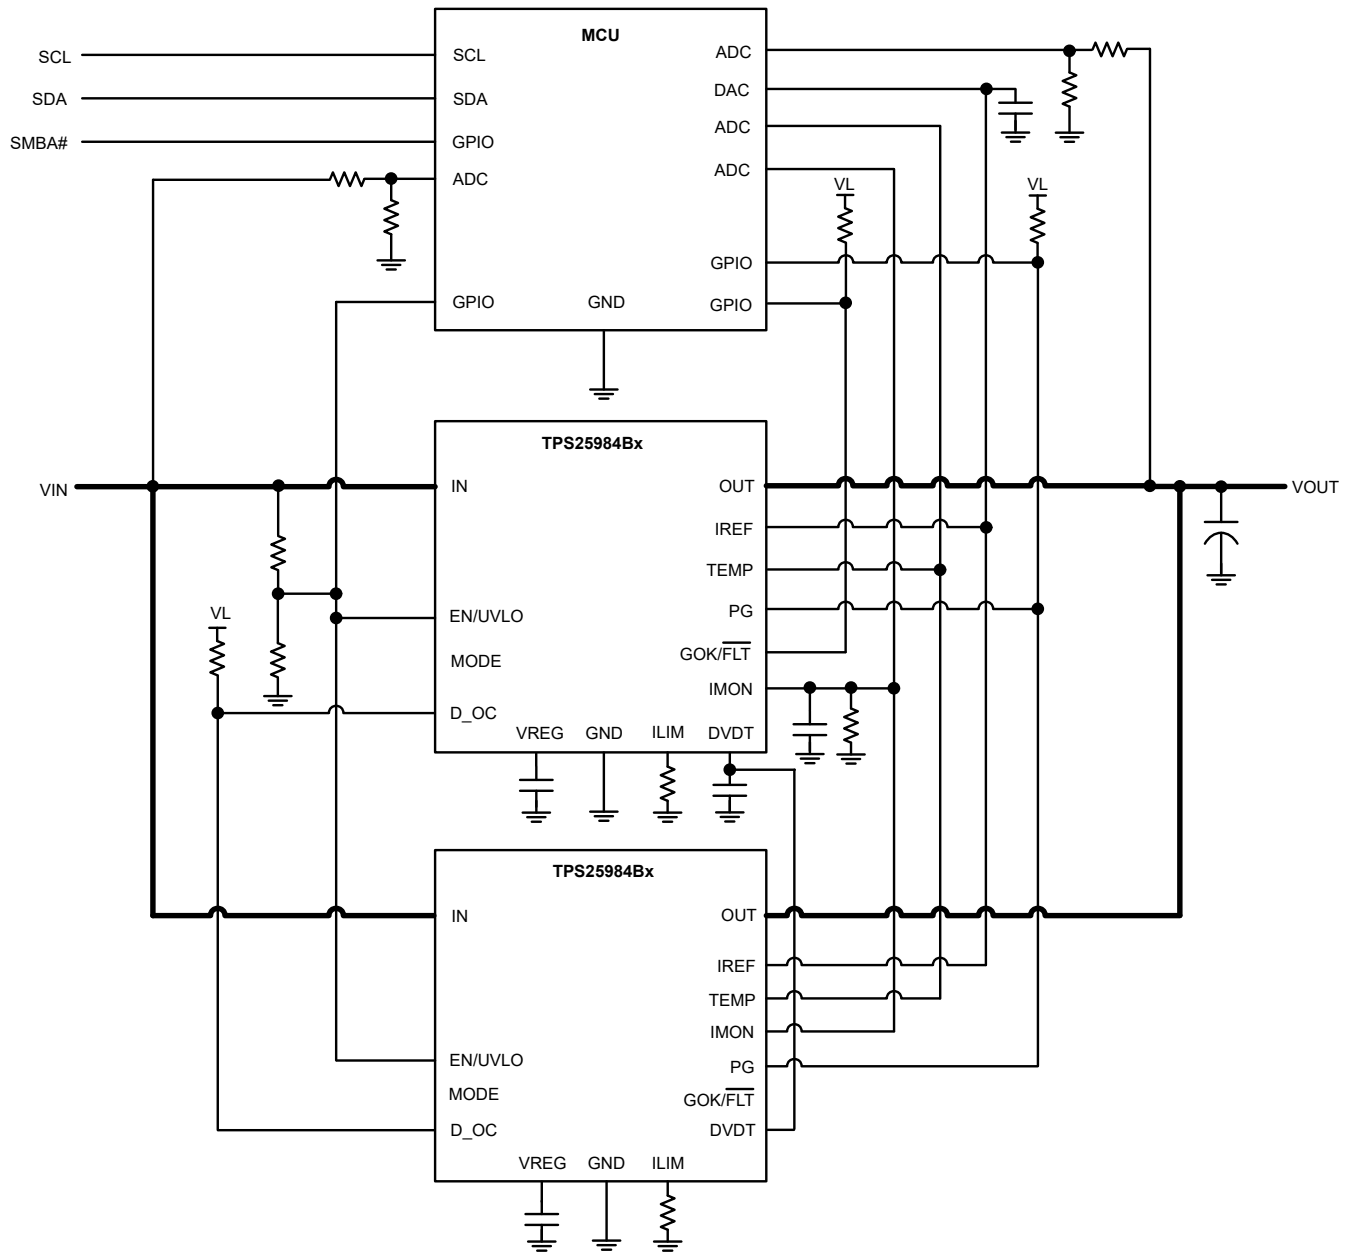 MCU
SCL
SCL
ADC
DAC
SDA
SDA
ADC
SMBA#
GPIO
ADC
ADC
VL
VL
GPIO
GPIO
GND
GPIO
TPS25984Bx
VIN
IN
OUT
VOUT
IREF
TEMP
VL
EN/UVLO
PG
MODE
GOK/FLT
IMON
D_OC
VREG
GND
ILIM
DVDT
TPS25984Bx
IN
OUT
IREF
TEMP
IMON
EN/UVLO
PG
MODE
GOK/FLT
D_OC
DVDT
VREG
GND
ILIM